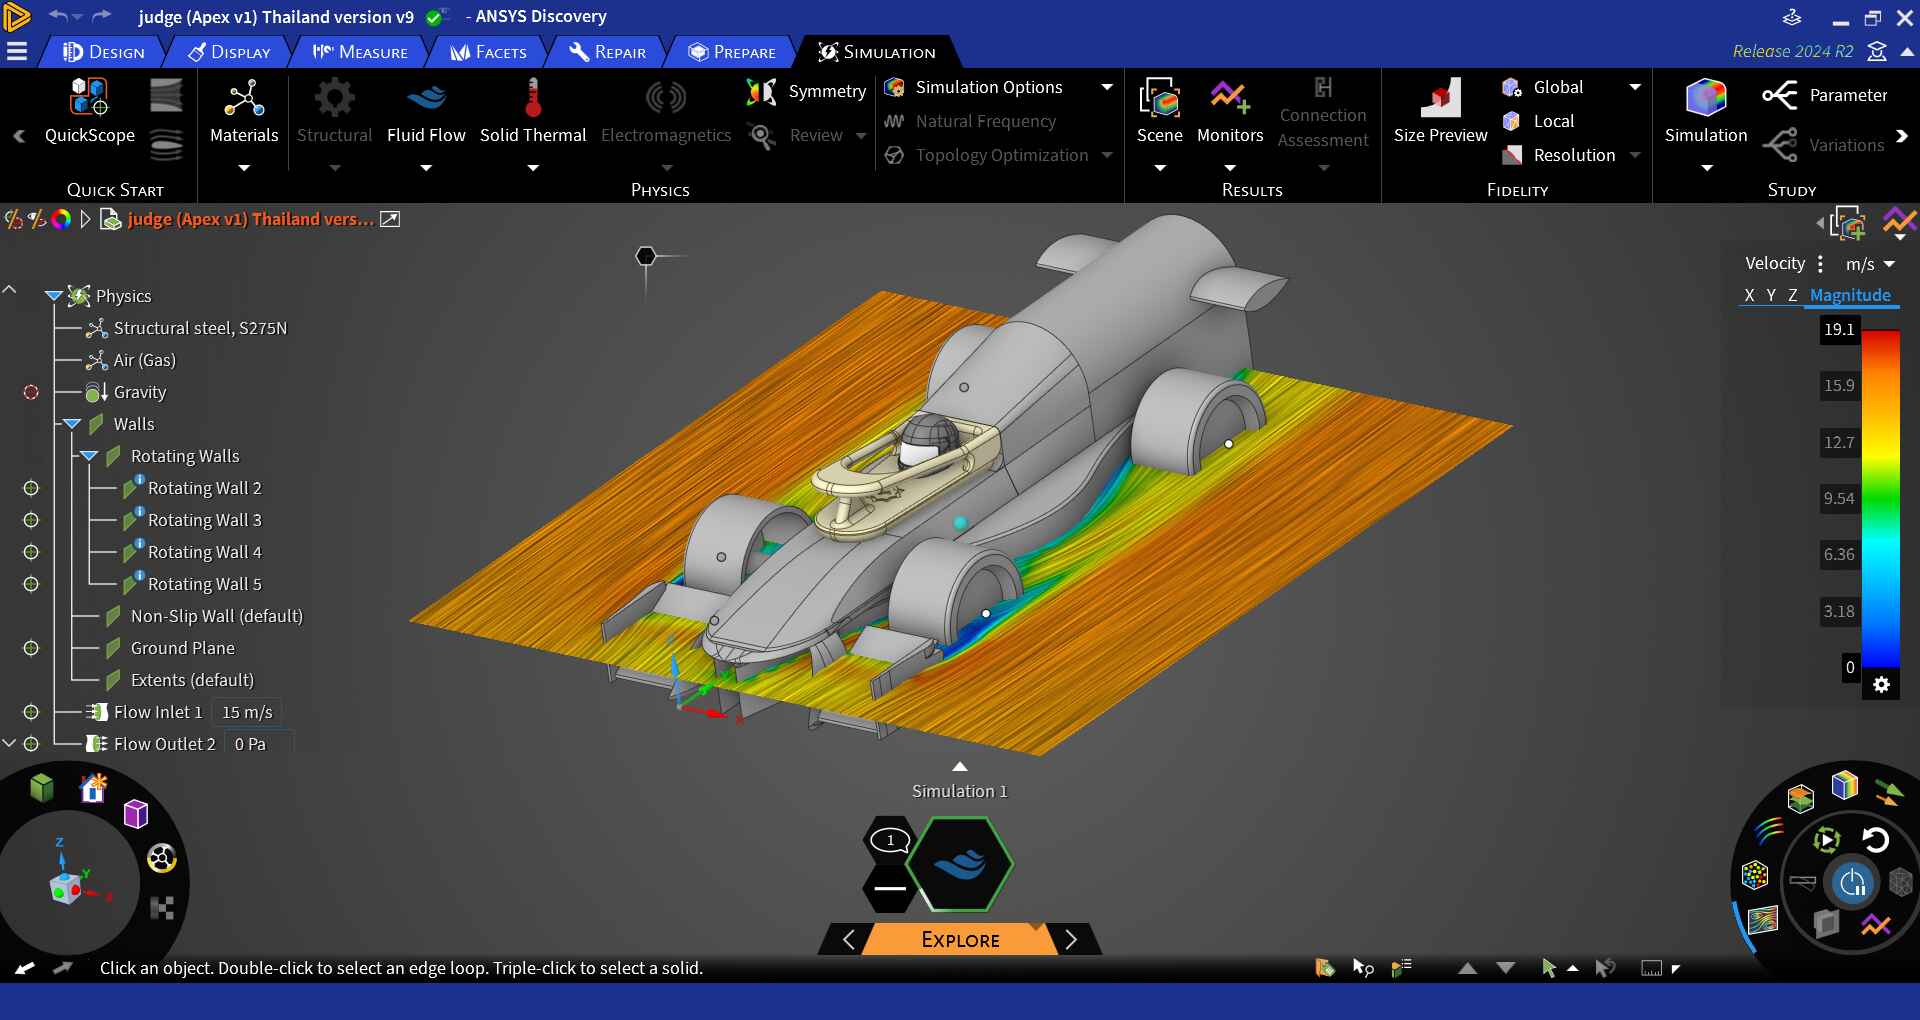 judge (Apex v1) Thailand version v9 - ANSYS Discovery
Design Display Measure Facets Repair Prepare Simulation
Release 2024 R2
QuickScope
Quick Start
Materials Structural Fluid Flow Solid Thermal Electromagnetics
Symmetry
Review
Physics
Simulation Options
Natural Frequency
Topology Optimization
Scene Monitors Connection Assessment
Results
Size Preview
Global
Local
Resolution
Fidelity
Simulation
Parameter
Variations
Study
judge (Apex v1) Thailand vers...
Physics
Structural steel, S275N
Air (Gas)
Gravity
Walls
Rotating Walls
Rotating Wall 2
Rotating Wall 3
Rotating Wall 4
Rotating Wall 5
Non-Slip Wall (default)
Ground Plane
Extents (default)
Flow Inlet 1 15 m/s
Flow Outlet 2 0 Pa
Velocity m/s
X Y Z Magnitude
19.1
15.9
12.7
9.54
6.36
3.18
0
Z
X
Z
Y
X
Simulation 1
1
Explore
Click an object. Double-click to select an edge loop. Triple-click to select a solid.